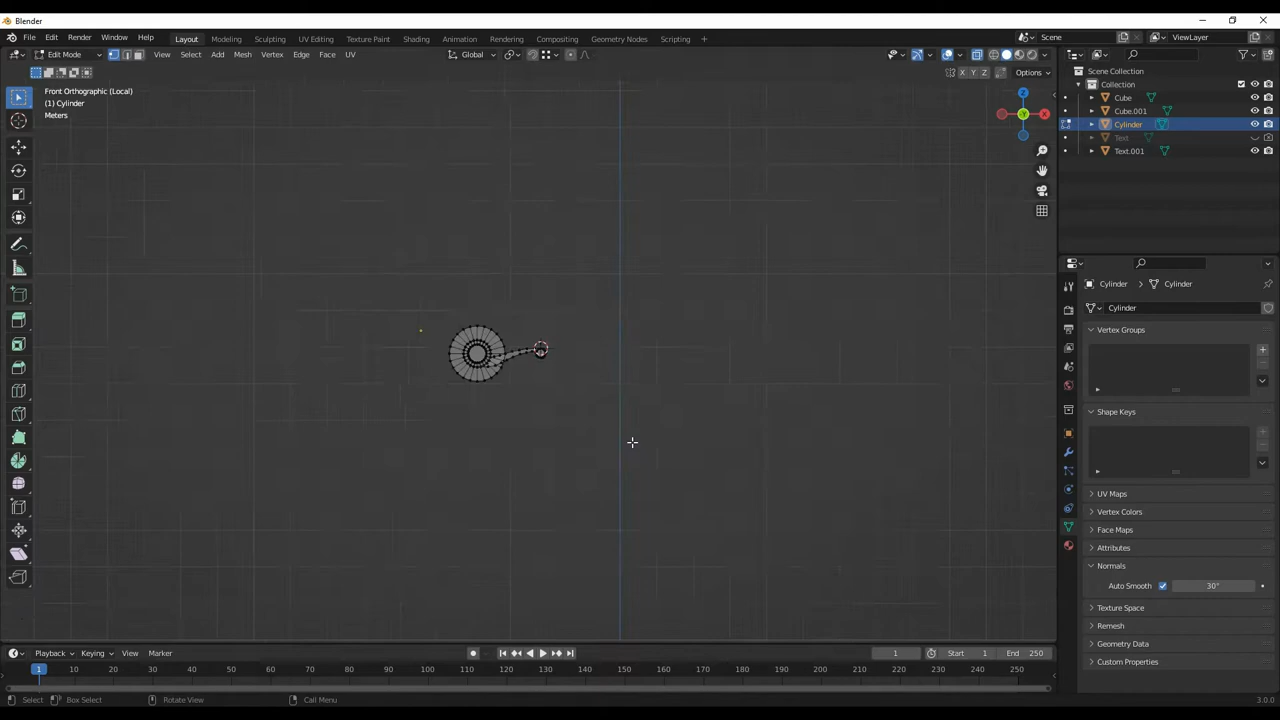 Blender
File Edit Render Window Help Layout Modeling Sculpting UV Editing Texture Paint Shading Animation Rendering Compositing Geometry Nodes Scripting + Scene ViewLayer
Edit Mode View Select Add Mesh Vertex Edge Face UV Global
X Y Z Options
Scene Collection
Collection
Cube
Cube.001
Cylinder
Text
Text.001
Front Orthographic (Local)
(1) Cylinder
Meters
Z
Y
X
Cylinder > Cylinder
Cylinder
Vertex Groups
Shape Keys
UV Maps
Vertex Colors
Face Maps
Attributes
Normals
Auto Smooth 30°
Texture Space
Remesh
Geometry Data
Custom Properties
Playback Keying View Marker 1 Start 1 End 250
1 10 20 30 40 50 60 70 80 90 100 110 120 130 140 150 160 170 180 190 200 210 220 230 240 250
Select Box Select Rotate View Call Menu 3.0.0